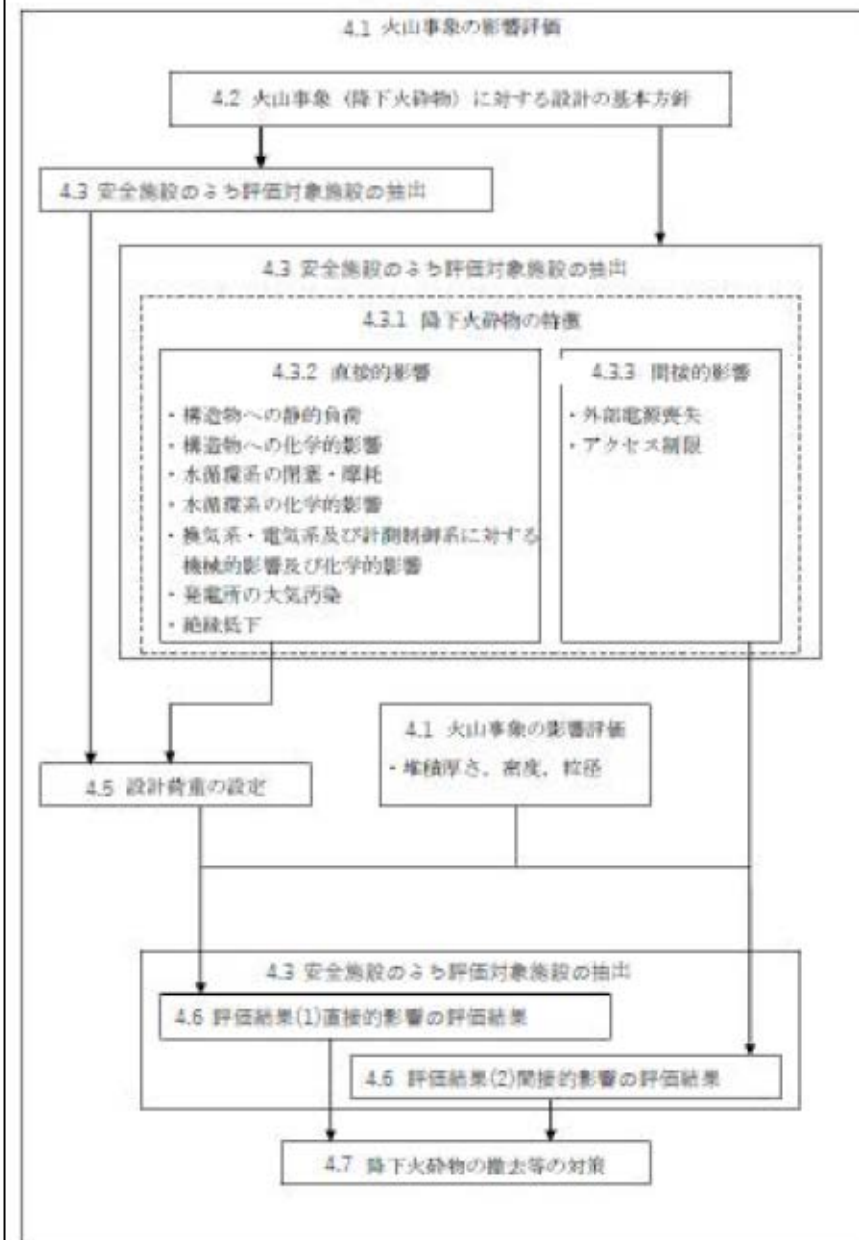 4.1 火山事象の影響評価
4.2 火山事象（降下火砕物）に対する設計の基本方針
4.3 安全施設のうち評価対象施設の抽出
4.3 安全施設のうち評価対象施設の抽出
4.3.1 降下火砕物の特徴
4.3.2 直接的影響
・構造物への静的負荷
・構造物への化学的影響
・水循環系の閉塞・摩耗
・水循環系の化学的影響
・換気系・電気系及び計測制御系に対する
機械的影響及び化学的影響
・発電所の大気汚染
・絶縁低下
4.3.3 間接的影響
・外部電源喪失
・アクセス制限
4.1 火山事象の影響評価
・堆積厚さ，密度，粒径
4.5 設計荷重の設定
4.3 安全施設のうち評価対象施設の抽出
4.6 評価結果(1)直接的影響の評価結果
4.6 評価結果(2)間接的影響の評価結果
4.7 降下火砕物の撤去等の対策